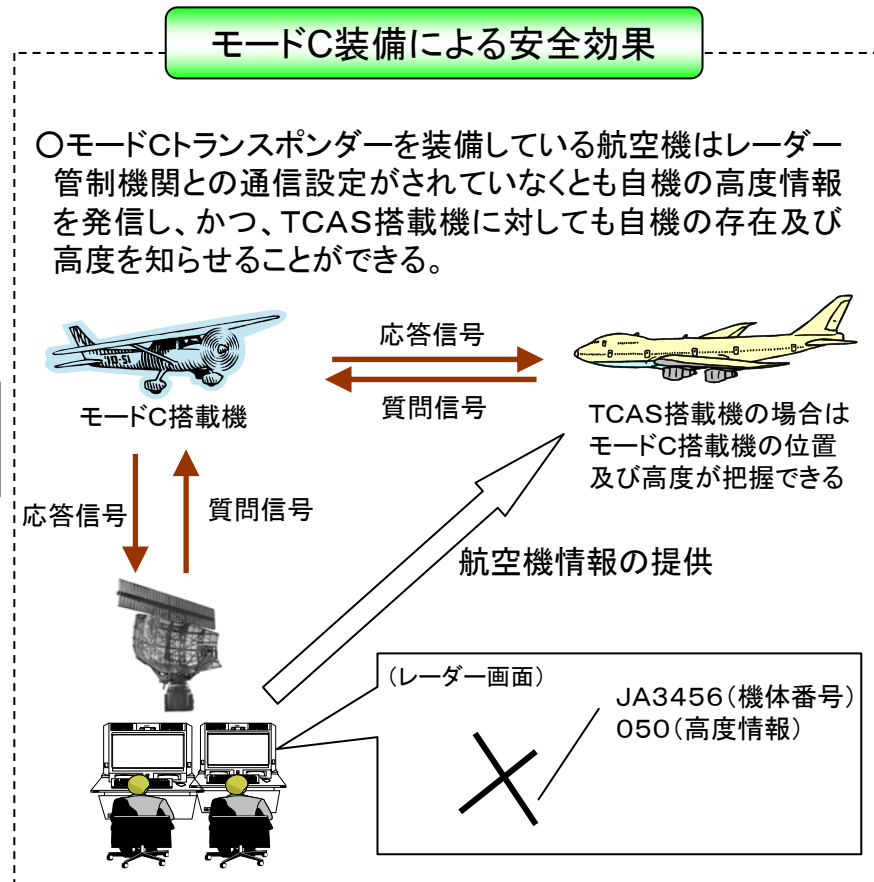 モードC装備による安全効果
○モードCトランスポンダーを装備している航空機はレーダー
管制機関との通信設定がされていなくとも自機の高度情報
を発信し、かつ、TCAS搭載機に対しても自機の存在及び
高度を知らせることができる。
応答信号
質問信号
モードC搭載機
TCAS搭載機の場合は
モードC搭載機の位置
及び高度が把握できる
応答信号
質問信号
航空機情報の提供
(レーダー画面)
JA3456(機体番号)
050(高度情報)